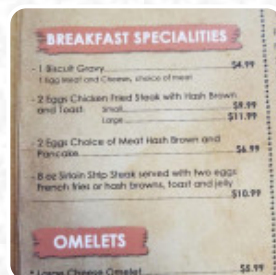 BREAKFAST SPECIALITIES
1 Biscuit Gravy $4.99
1 Egg Meat and Cheese, choice of meat
2 Eggs Chicken Fried Steak with Hash Brown
and Toast Small $9.99
Large $11.99
2 Eggs Choice of Meat Hash Brown and
Pancake $6.99
8 oz Sirloin Strip Steak served with two eggs
French fries or hash browns, toast and jelly
$10.99
OMELETS
* Large Cheese Omelet $5.99